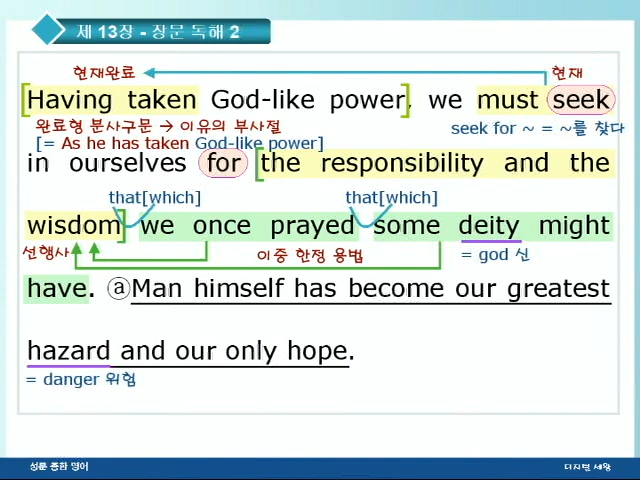 제 13장 - 장문 독해 2
현재완료 현재
[Having taken God-like power], we must seek
완료형 분사구문 → 이유의 부사절 seek for ~ = ~를 찾다
[= As he has taken God-like power]
in ourselves for [the responsibility and the
that[which] that[which]
wisdom] we once prayed some deity might
선행사 이중 한정 용법 = god 신
have. ⓐMan himself has become our greatest
hazard and our only hope.
= danger 위험
성문 종합 영어 디지털 세왕